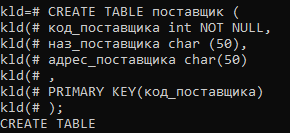 kld=# CREATE TABLE поставщик (
kld(# код_поставщика int NOT NULL,
kld(# наз_поставщика char (50),
kld(# адрес_поставщика char(50)
kld(# ,
kld(# PRIMARY KEY(код_поставщика)
kld(# );
CREATE TABLE